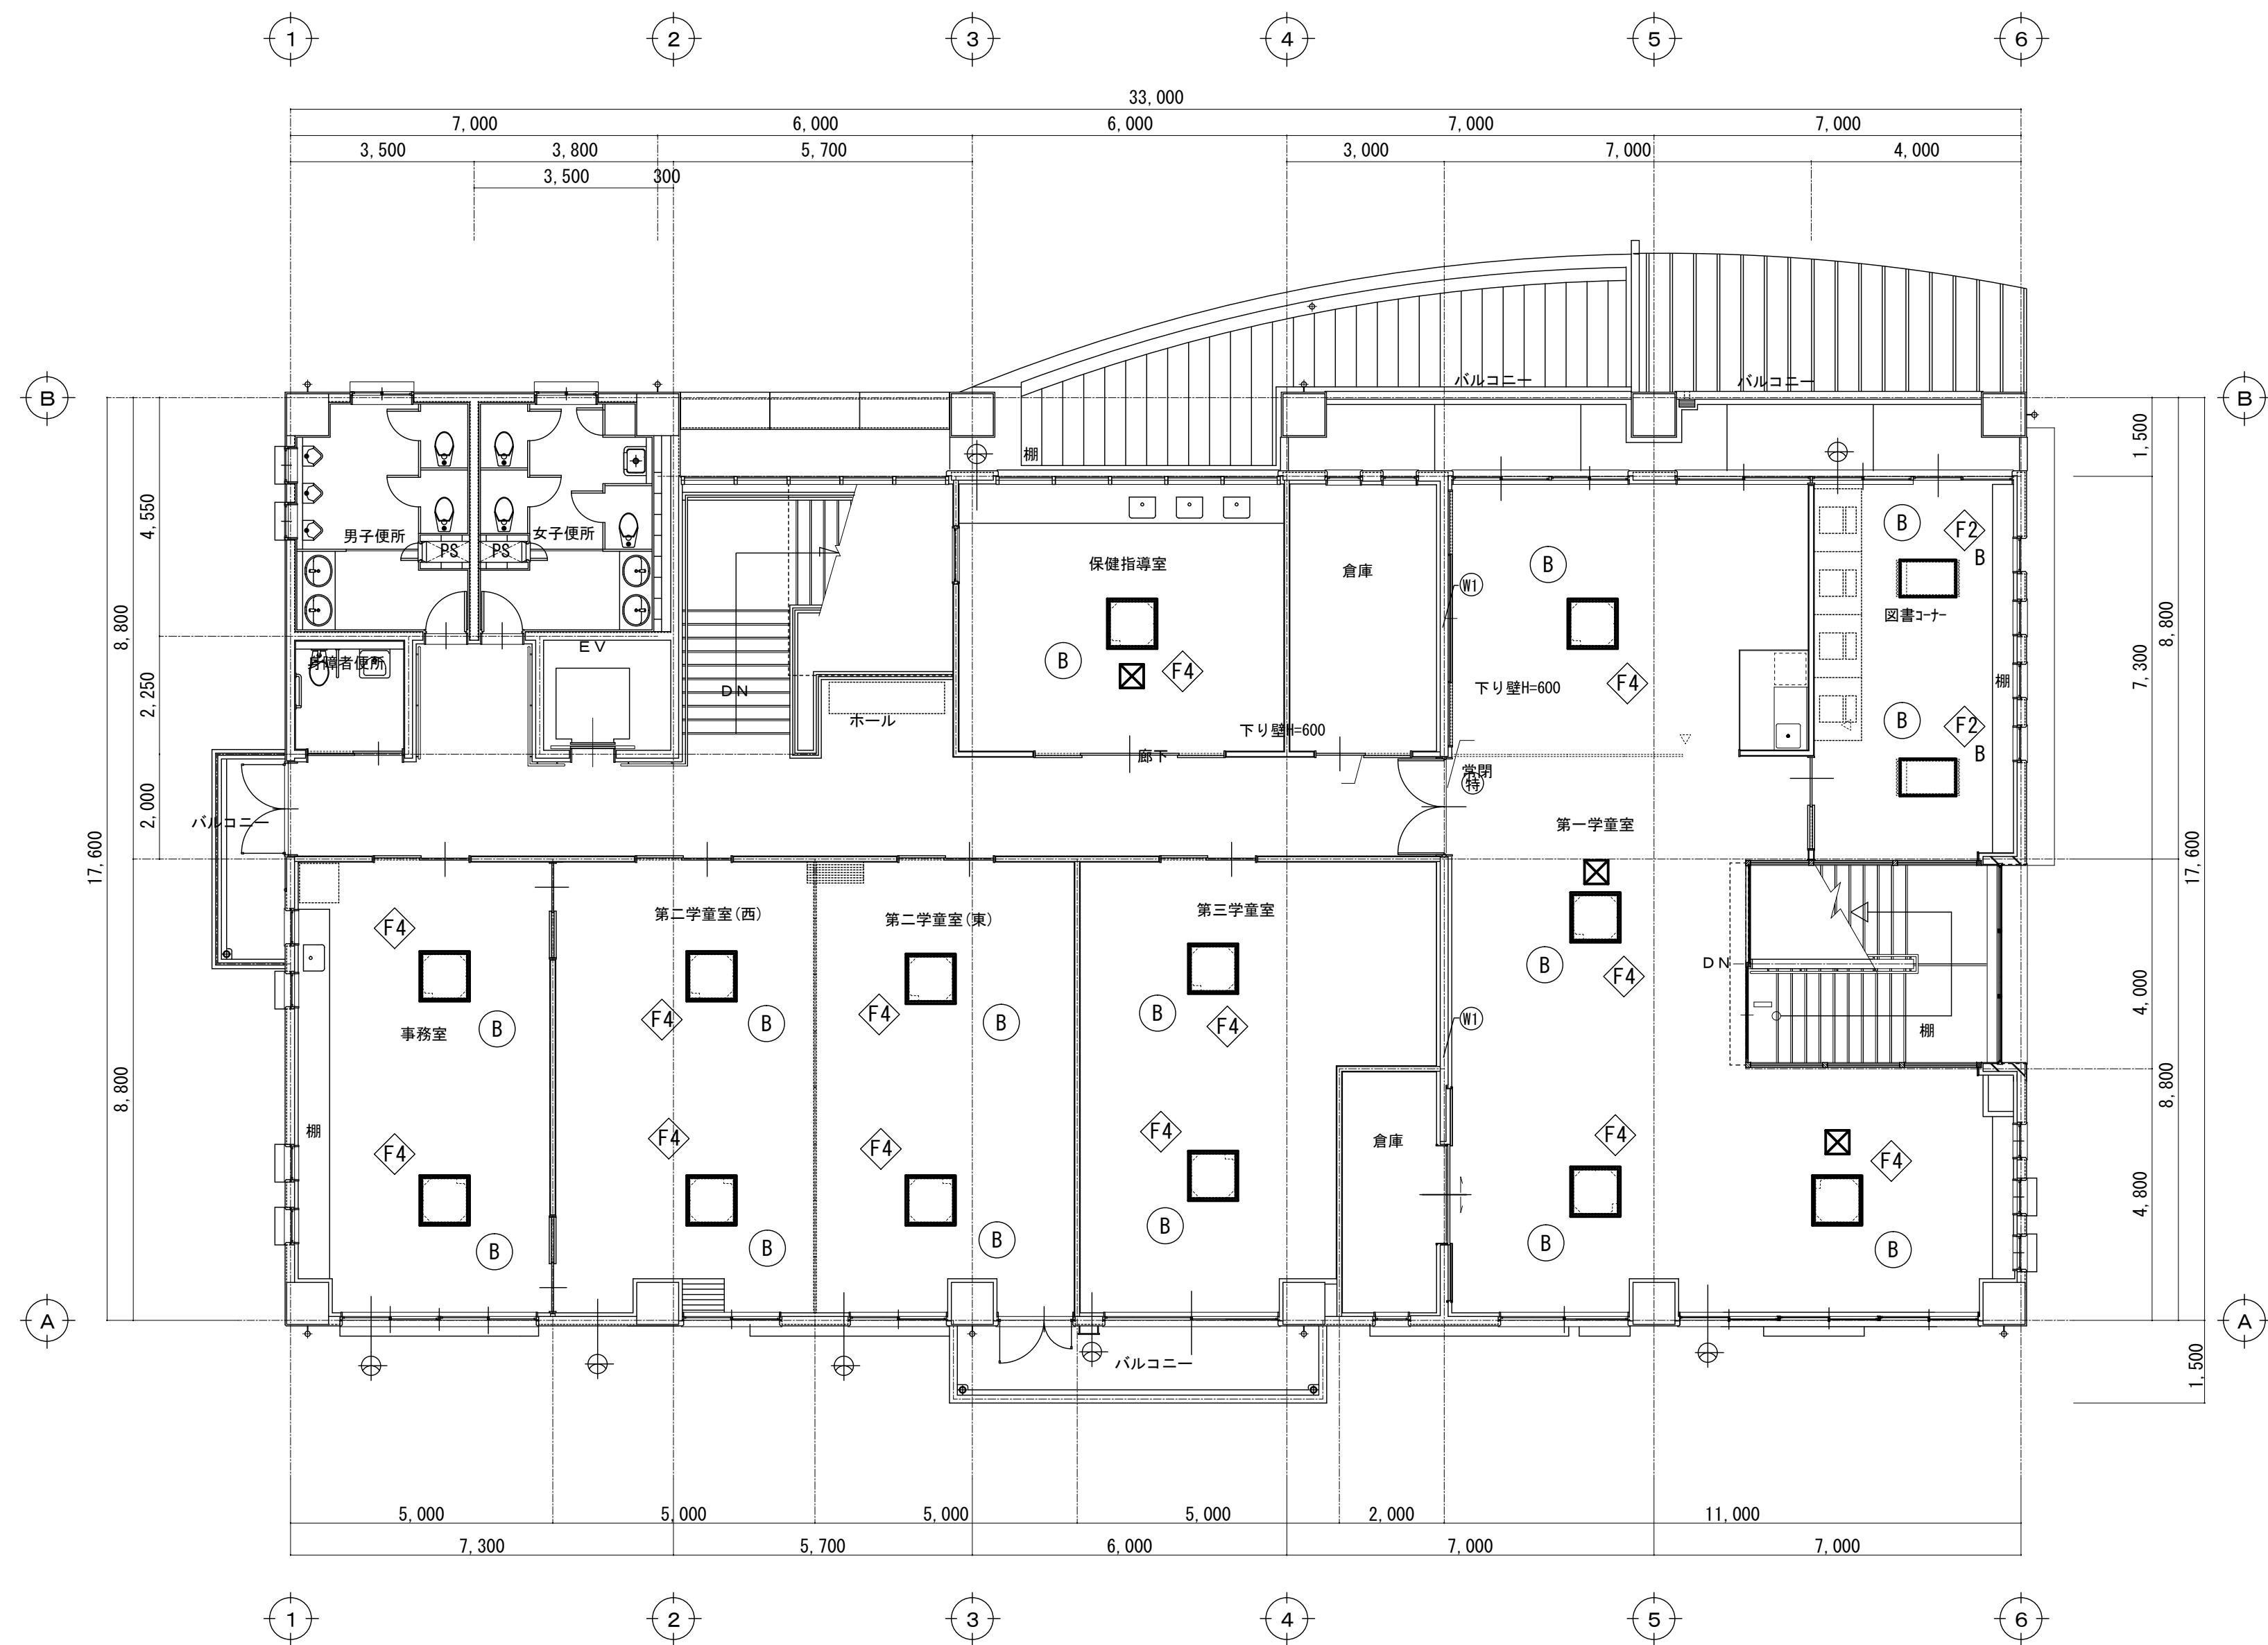 1 2 3 4 5 6
33,000
7,000 6,000 6,000 7,000 7,000
3,500 3,800 5,700 3,000 7,000 4,000
3,500 300
バルコニー バルコニー
B B
棚
1,500
4,550
男子便所 PS PS 女子便所
保健指導室
倉庫
W1
B
B
F2
B
図書ｺｰﾅｰ
8,800
8,800
7,300
EV
身障者便所
DN
B
F4
下り壁H=600
F4
棚
2,250
ホール
下り壁H=600
B
F2
B
廊下
常閉
特
2,000
バルコニー
第一学童室
17,600
17,600
第二学童室(西)
第二学童室(東)
第三学童室
F4
事務室
B
F4
B
F4
B
B
F4
B
F4
DN
棚
W1
4,000
8,800
8,800
棚
F4
B
F4
B
F4
B
F4
B
倉庫
F4
B
F4
B
4,800
A A
バルコニー
1,500
5,000 5,000 5,000 5,000 2,000 11,000
7,300 5,700 6,000 7,000 7,000
1 2 3 4 5 6